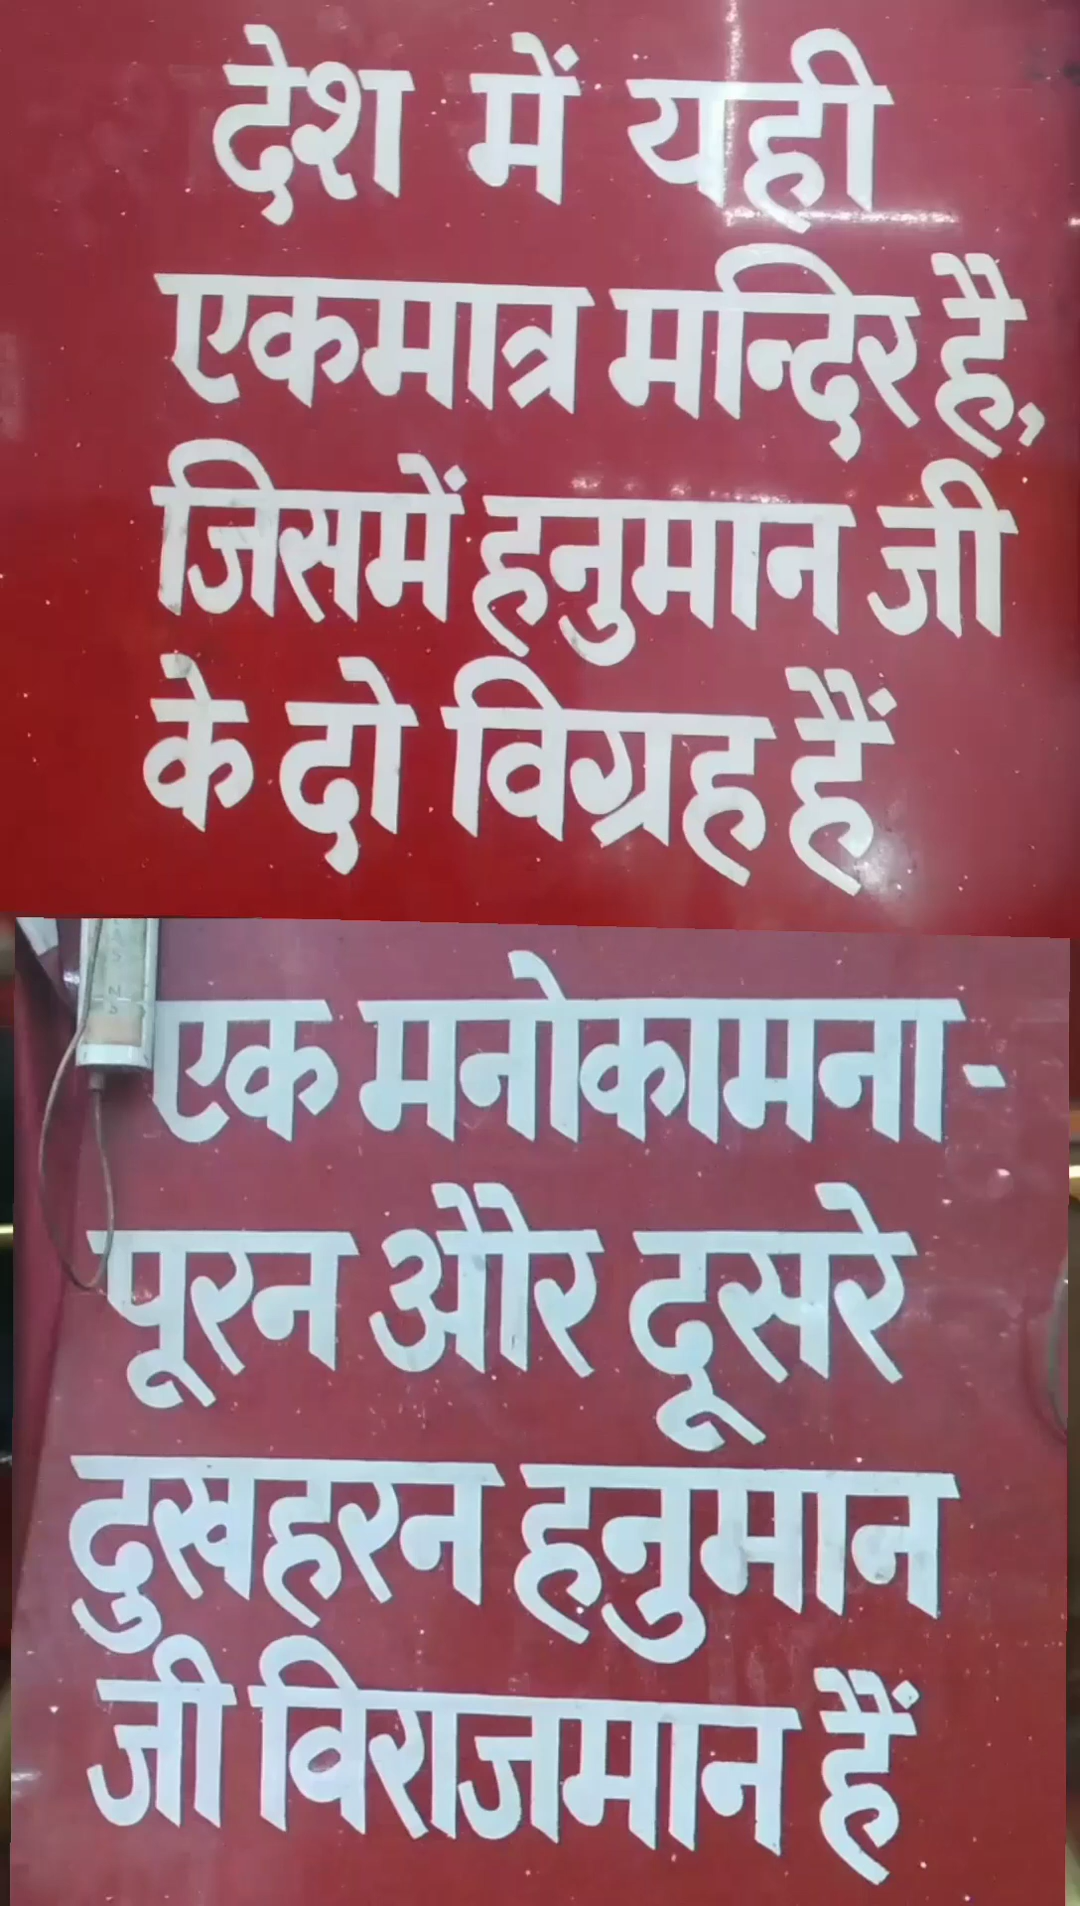 देश में यही
एकमात्र मन्दिर है,
जिसमें हनुमान जी
के दो विग्रह हैं
एक मनोकामना-
पूरन और दूसरे
दुखहरन हनुमान
जी विराजमान हैं